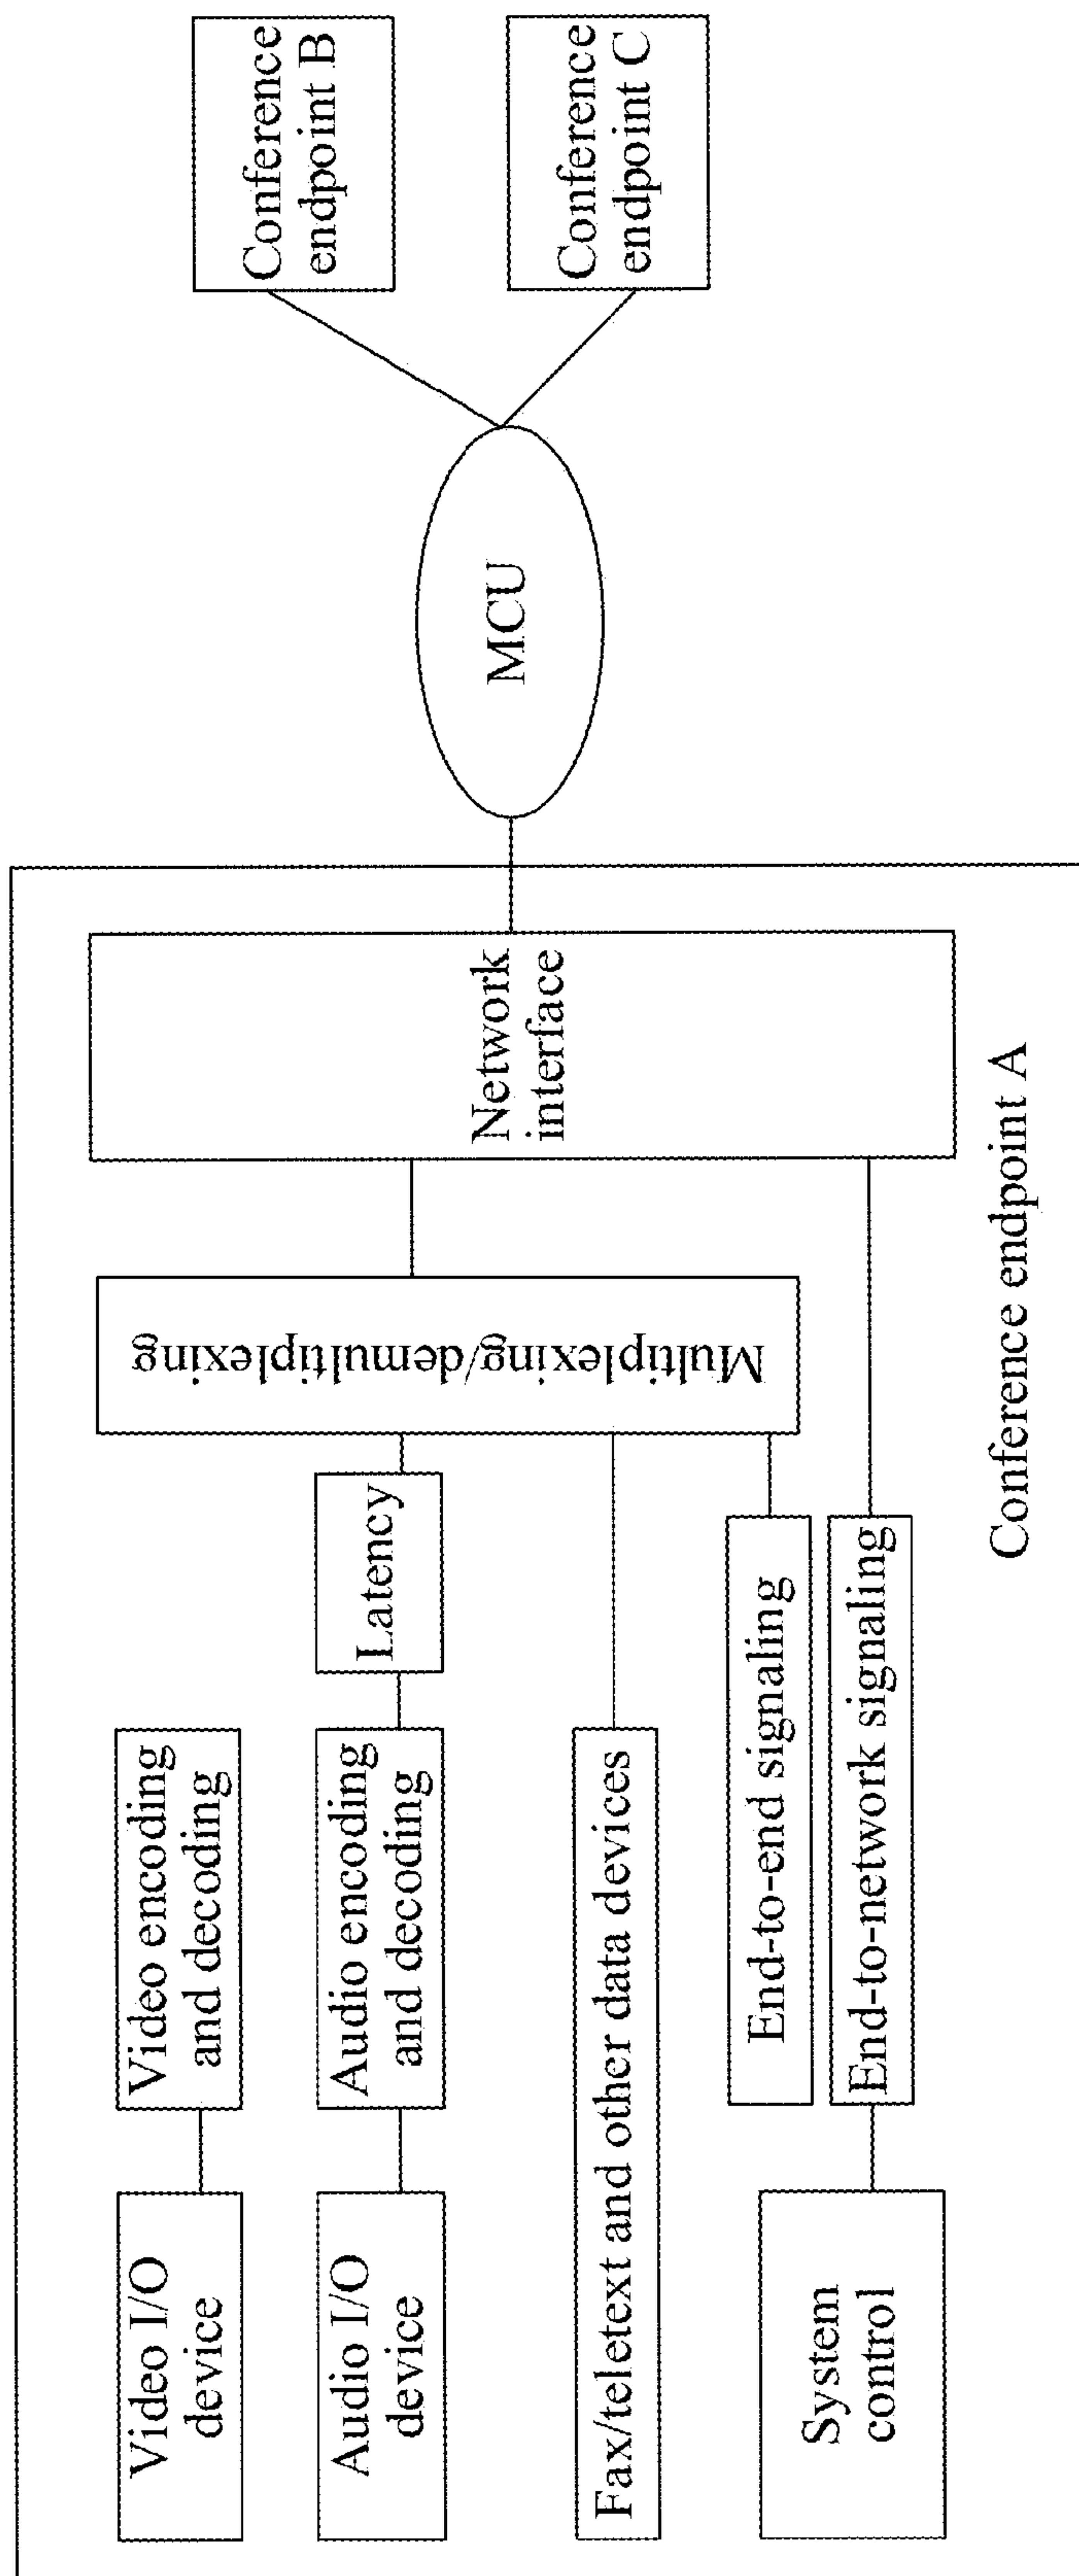 Video I/O
device
Video encoding
and decoding
Audio I/O
device
Audio encoding
and decoding
Latency
Fax/teletext and other data devices
System
control
End-to-end signaling
End-to-network signaling
Multiplexing/demultiplexing
Network
interface
Conference endpoint A
MCU
Conference
endpoint B
Conference
endpoint C